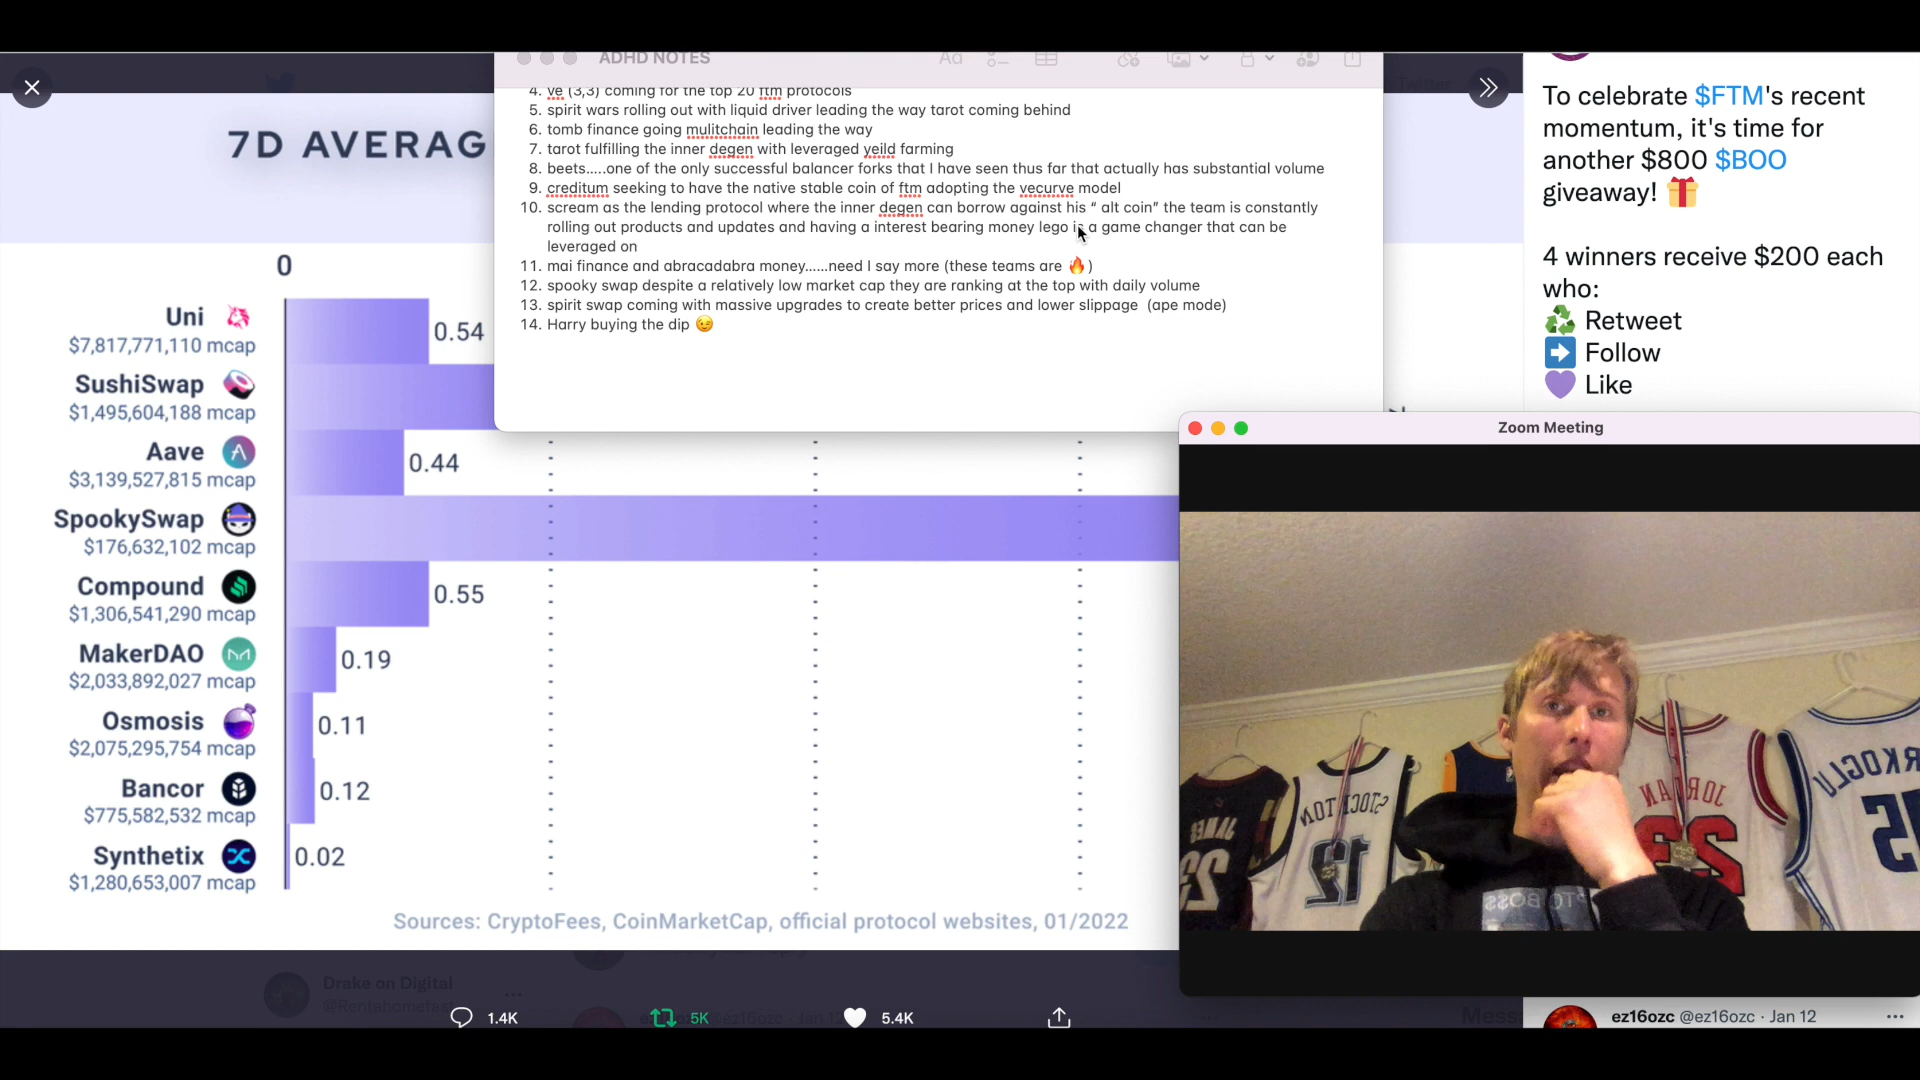 ADHD NOTES
4. ve (3,3) coming for the top 20 ftm protocols
5. spirit wars rolling out with liquid driver leading the way tarot coming behind
6. tomb finance going mulitchain leading the way
7. tarot fulfilling the inner degen with leveraged yeild farming
8. beets.....one of the only successful balancer forks that I have seen thus far that actually has substantial volume
9. creditum seeking to have the native stable coin of ftm adopting the vecurve model
10. scream as the lending protocol where the inner degen can borrow against his “ alt coin” the team is constantly
rolling out products and updates and having a interest bearing money lego is a game changer that can be
leveraged on
11. mai finance and abracadabra money......need I say more (these teams are 🔥)
12. spooky swap despite a relatively low market cap they are ranking at the top with daily volume
13. spirit swap coming with massive upgrades to create better prices and lower slippage (ape mode)
14. Harry buying the dip 😉
7D AVERAG
0
Uni
$7,817,771,110 mcap
0.54
SushiSwap
$1,495,604,188 mcap
Aave
$3,139,527,815 mcap
0.44
SpookySwap
$176,632,102 mcap
Compound
$1,306,541,290 mcap
0.55
MakerDAO
$2,033,892,027 mcap
0.19
Osmosis
$2,075,295,754 mcap
0.11
Bancor
$775,582,532 mcap
0.12
Synthetix
$1,280,653,007 mcap
0.02
Sources: CryptoFees, CoinMarketCap, official protocol websites, 01/2022
Drake on Digital
1.4K
5K
5.4K
To celebrate $FTM's recent
momentum, it's time for
another $800 $BOO
giveaway! 🎁
4 winners receive $200 each
who:
♻️ Retweet
➡️ Follow
💜 Like
Zoom Meeting
JAMES
23
STOCKTON
12
JORDAN
23
RKOGLU
15
PTO BOSS
ez16ozc @ez16ozc · Jan 12